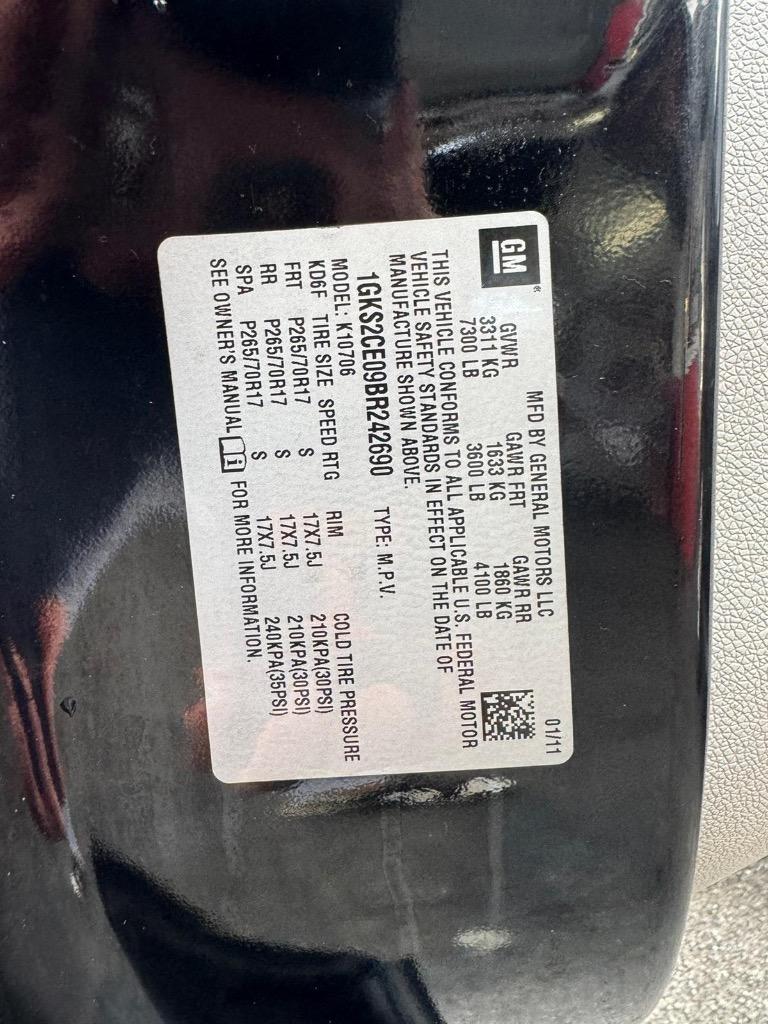 GM®
MFD BY GENERAL MOTORS LLC 01/11
GVWR GAWR FRT GAWR RR
3311 KG 1633 KG 1860 KG
7300 LB 3600 LB 4100 LB
THIS VEHICLE CONFORMS TO ALL APPLICABLE U.S. FEDERAL MOTOR
VEHICLE SAFETY STANDARDS IN EFFECT ON THE DATE OF
MANUFACTURE SHOWN ABOVE.
1GKS2CE09BR242690 TYPE: M.P.V.
MODEL: K10706
KD6F TIRE SIZE SPEED RTG RIM COLD TIRE PRESSURE
FRT P265/70R17 S 17X7.5J 210KPA(30PSI)
RR P265/70R17 S 17X7.5J 210KPA(30PSI)
SPA P265/70R17 S 17X7.5J 240KPA(35PSI)
SEE OWNER'S MANUAL i FOR MORE INFORMATION.